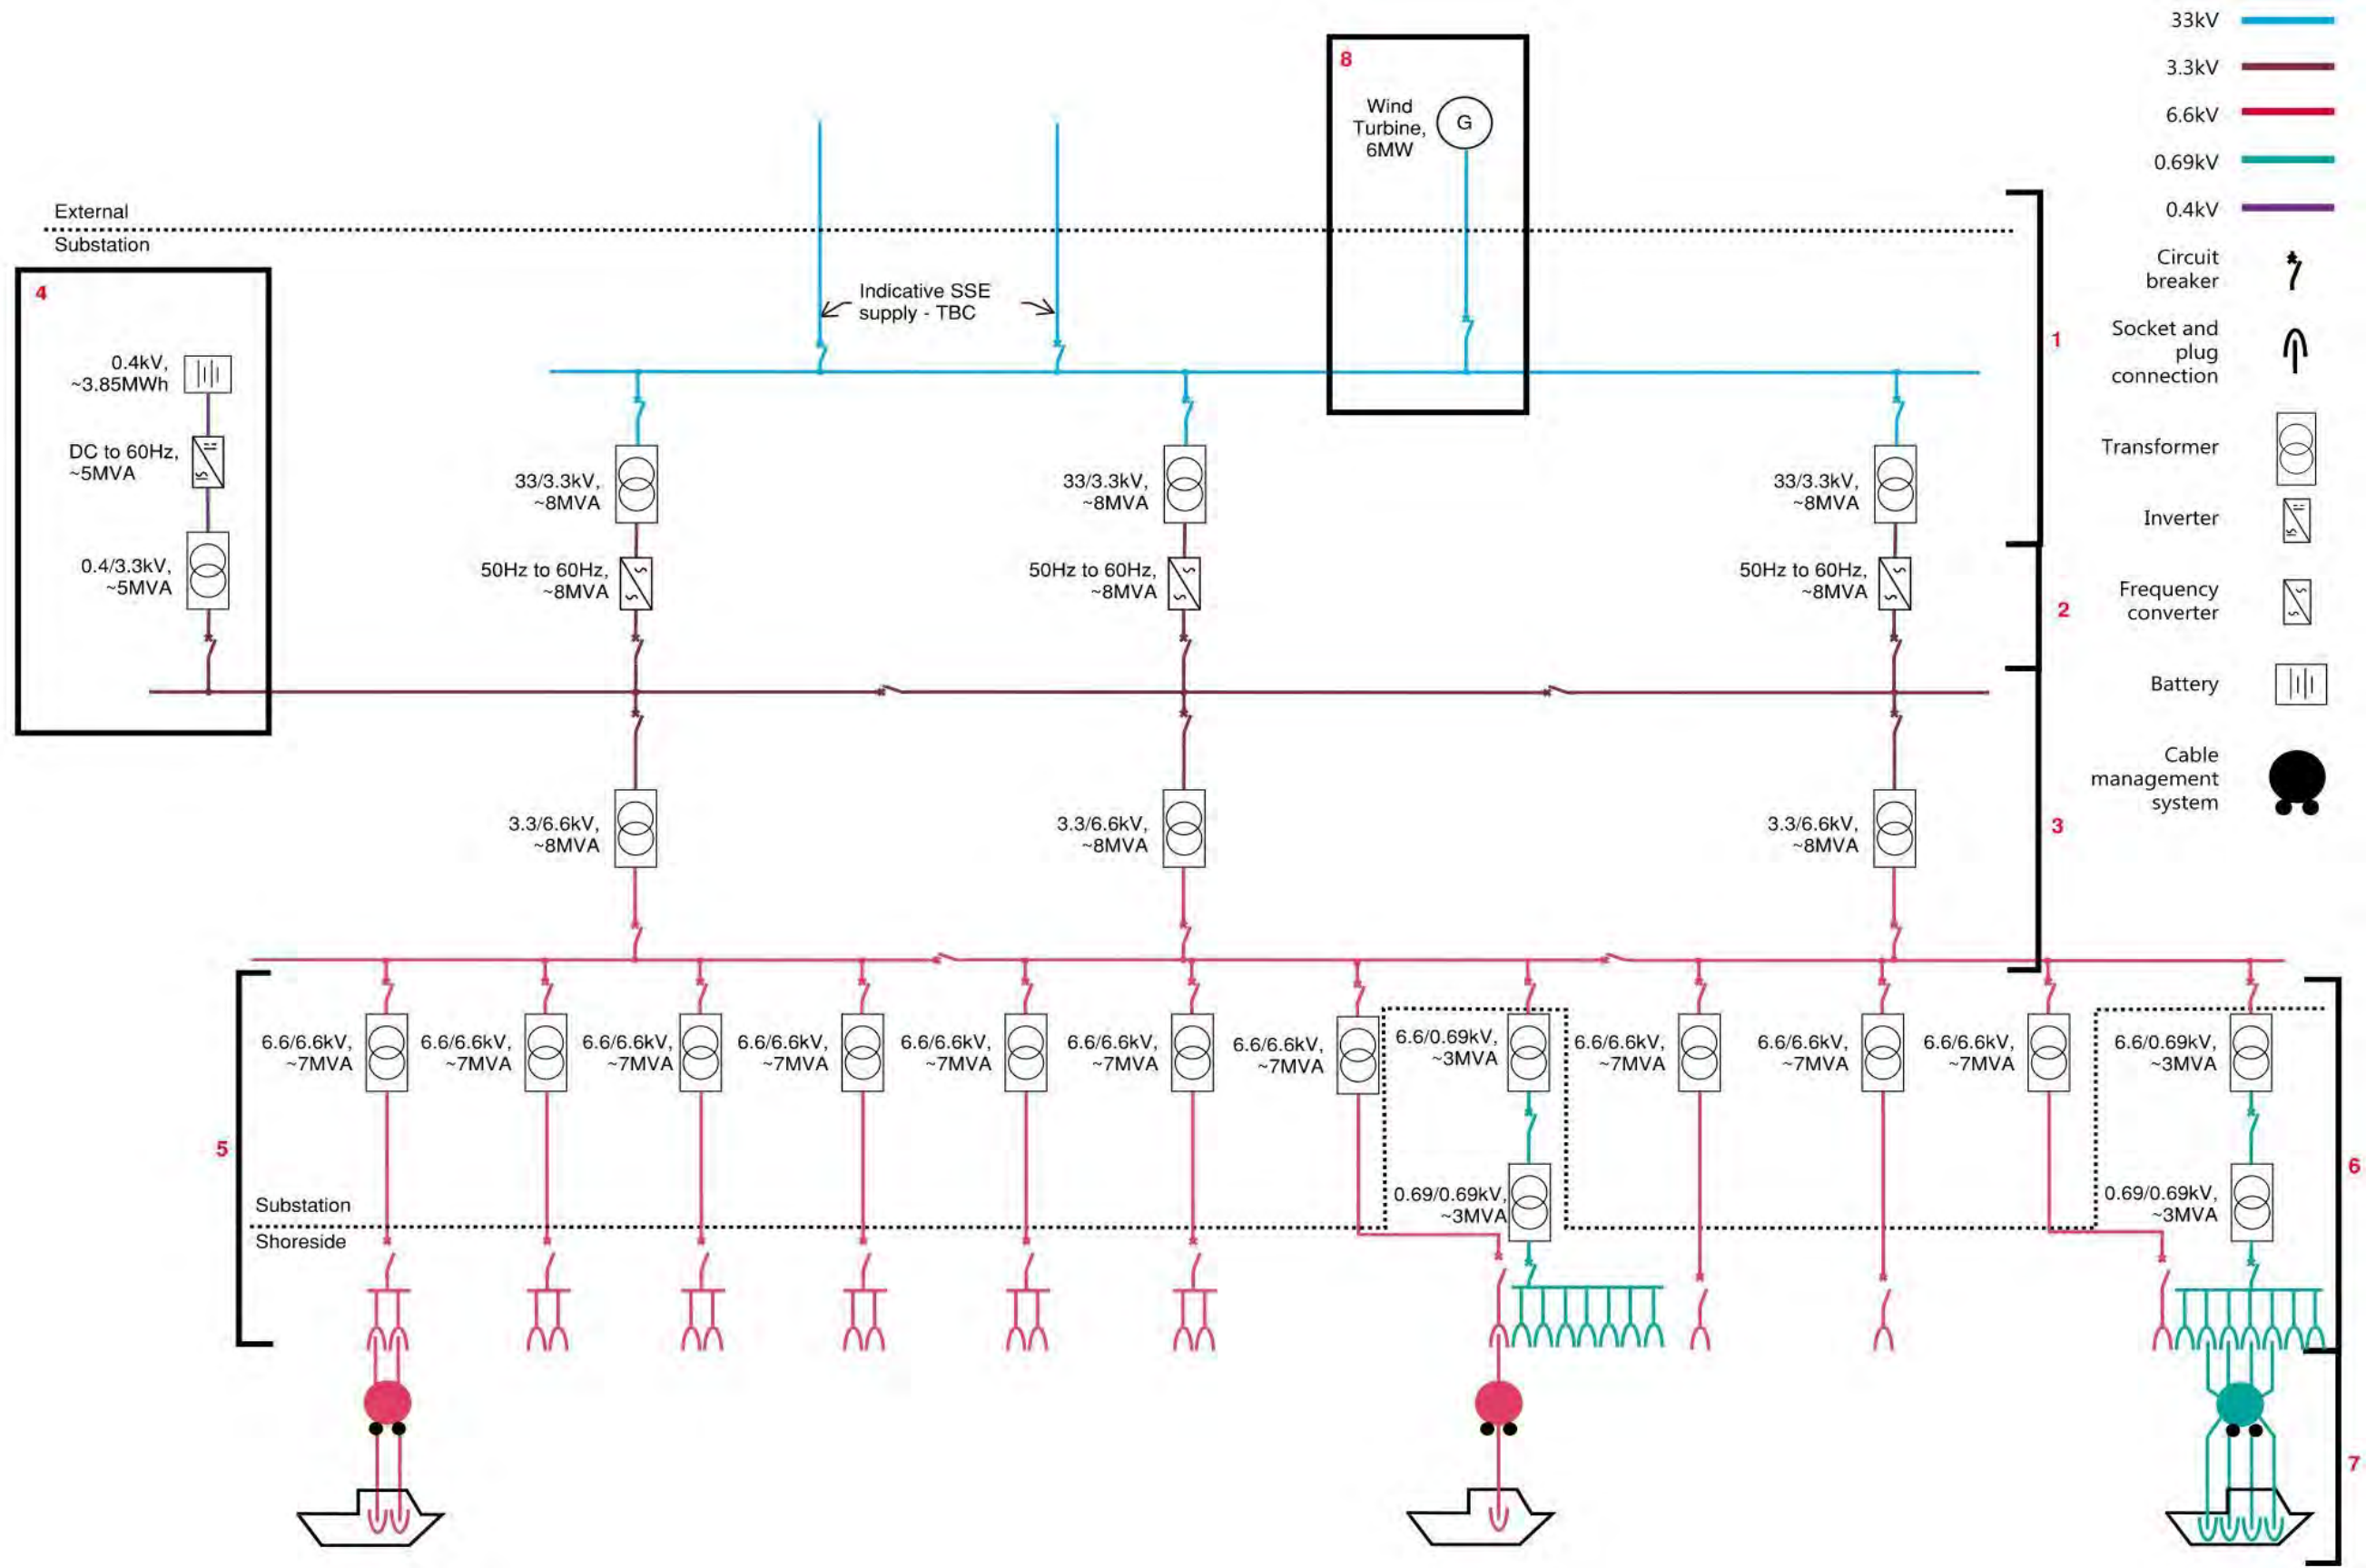 33kV
3.3kV
6.6kV
0.69kV
0.4kV
Circuit
breaker
Socket and
plug
connection
Transformer
Inverter
Frequency
converter
Battery
Cable
management
system
8
Wind
Turbine,
6MW
G
External
Substation
Indicative SSE
supply - TBC
1
4
0.4kV,
~3.85MWh
DC to 60Hz,
~5MVA
0.4/3.3kV,
~5MVA
33/3.3kV,
~8MVA
33/3.3kV,
~8MVA
33/3.3kV,
~8MVA
50Hz to 60Hz,
~8MVA
50Hz to 60Hz,
~8MVA
50Hz to 60Hz,
~8MVA
2
3.3/6.6kV,
~8MVA
3.3/6.6kV,
~8MVA
3.3/6.6kV,
~8MVA
3
6.6/6.6kV,
~7MVA
6.6/6.6kV,
~7MVA
6.6/6.6kV,
~7MVA
6.6/6.6kV,
~7MVA
6.6/6.6kV,
~7MVA
6.6/6.6kV,
~7MVA
6.6/6.6kV,
~7MVA
6.6/0.69kV,
~3MVA
6.6/6.6kV,
~7MVA
6.6/6.6kV,
~7MVA
6.6/6.6kV,
~7MVA
6.6/0.69kV,
~3MVA
5
6
0.69/0.69kV,
~3MVA
0.69/0.69kV,
~3MVA
Substation
Shoreside
7